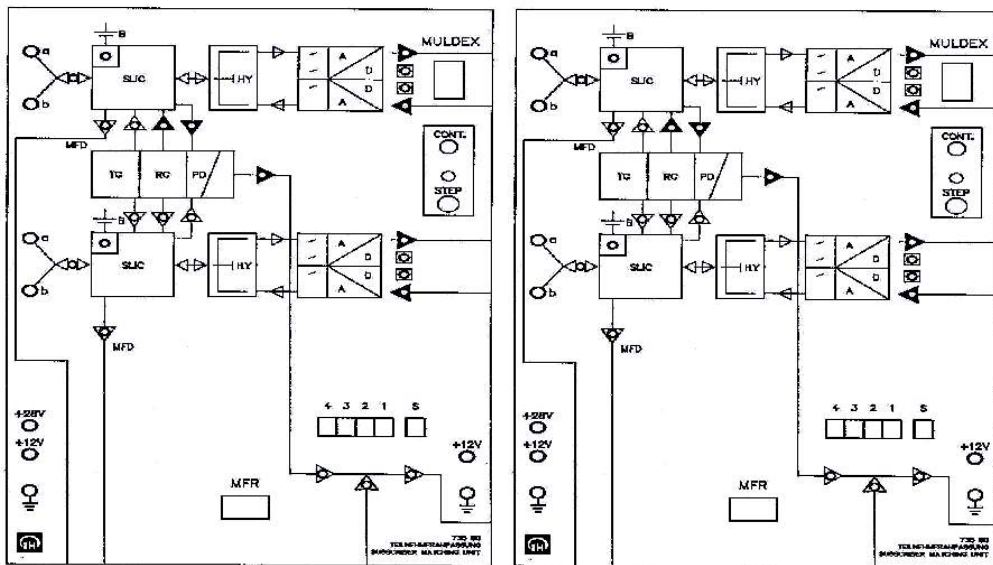 B
a
MULDEX
SLIC
HY
A
D
D
A
b
CONT.
MFD
TG RG PD
STEP
B
a
SLIC
HY
A
D
D
A
b
MFD
4 3 2 1 S
+28V
+12V
+12V
MFR
TEILNEHMERANPASSUNG
SUBSCRIBER MATCHING UNIT
B
a
MULDEX
SLIC
HY
A
D
D
A
b
CONT.
MFD
TG RG PD
STEP
B
a
SLIC
HY
A
D
D
A
b
MFD
4 3 2 1 S
+28V
+12V
+12V
MFR
TEILNEHMERANPASSUNG
SUBSCRIBER MATCHING UNIT